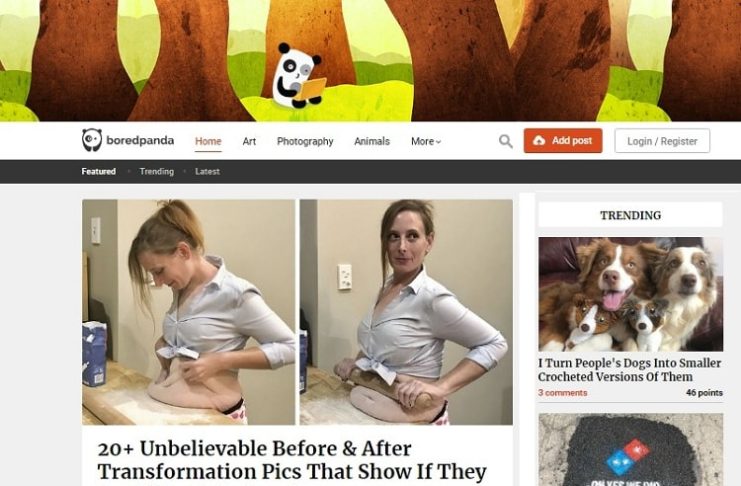 boredpanda Home Art Photography Animals More Add post Login / Register
Featured Trending Latest
TRENDING
I Turn People's Dogs Into Smaller
Crocheted Versions Of Them
3 comments 46 points
20+ Unbelievable Before & After
Transformation Pics That Show If They